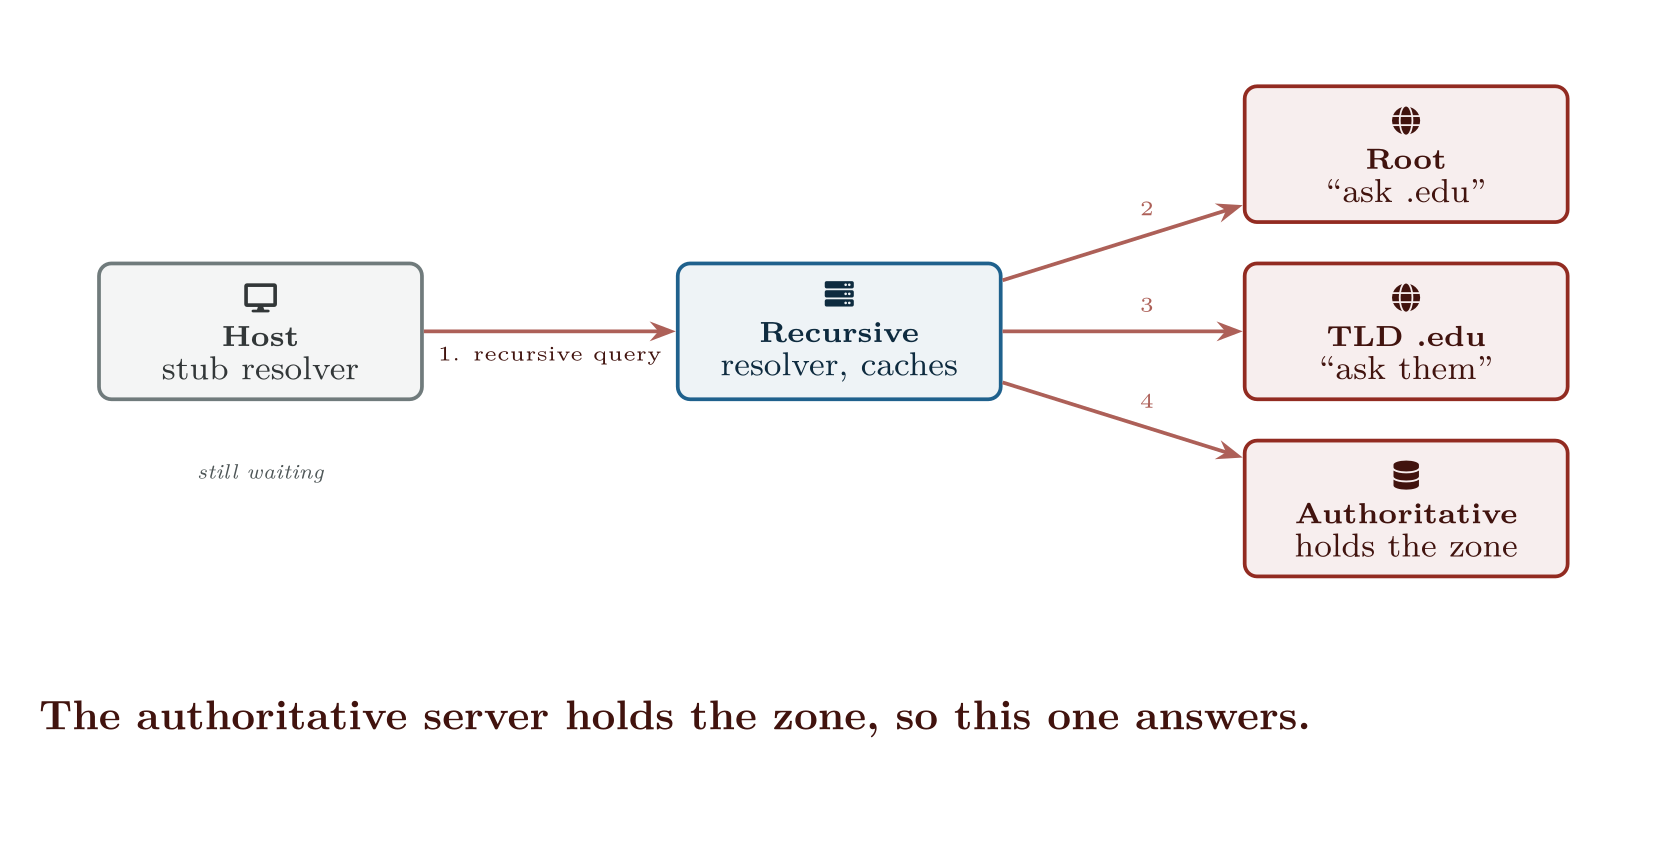 Root
“ask .edu”
2
Host
stub resolver
1. recursive query
Recursive
resolver, caches
3
TLD .edu
“ask them”
4
still waiting
Authoritative
holds the zone
The authoritative server holds the zone, so this one answers.